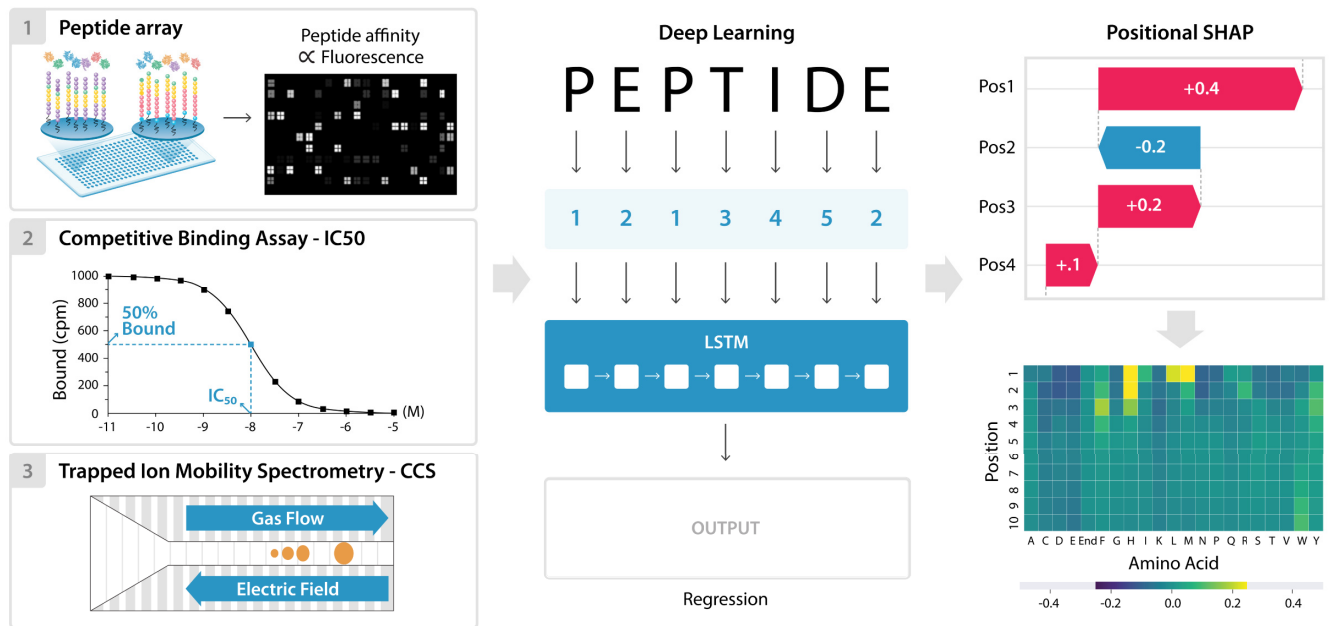 1
Peptide array
Peptide affinity
∝ Fluorescence
2
Competitive Binding Assay - IC50
Bound (cpm)
1000
800
600
400
200
0
50%
Bound
IC50
-11 -10 -9 -8 -7 -6 -5
(M)
3
Trapped Ion Mobility Spectrometry - CCS
Gas Flow
Electric Field
Deep Learning
P E P T I D E
1 2 1 3 4 5 2
LSTM
OUTPUT
Regression
Positional SHAP
Pos1
+0.4
Pos2
-0.2
Pos3
+0.2
Pos4
+.1
Position
1
2
3
4
5
6
7
8
9
10
A C D E End F G H I K L M N P Q R S T V W Y
Amino Acid
-0.4 -0.2 0.0 0.2 0.4